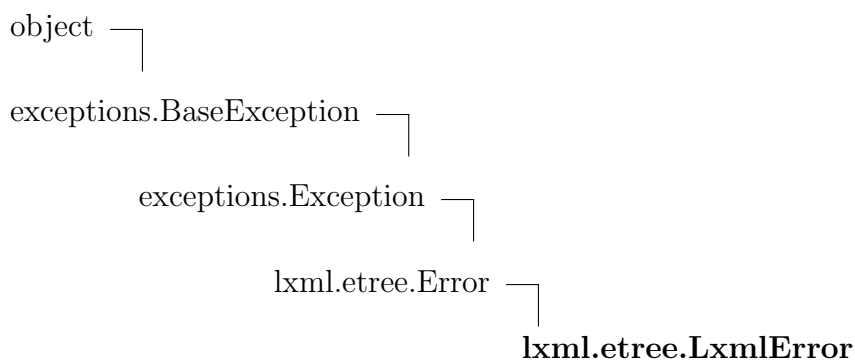 object
exceptions.BaseException
exceptions.Exception
lxml.etree.Error
lxml.etree.LxmlError